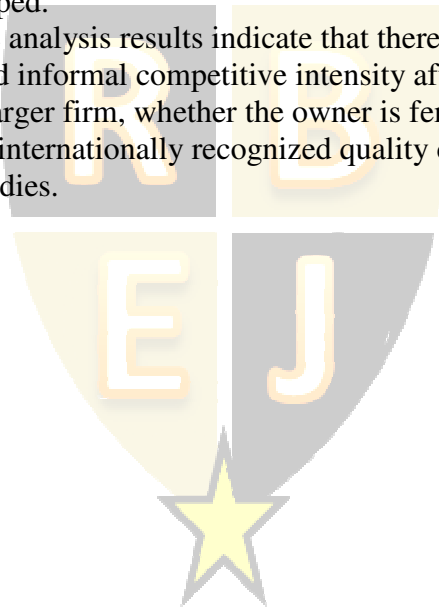 ped.
analysis results indicate that there
d informal competitive intensity af
arger firm, whether the owner is fe
internationally recognized quality
dies.
R B
E J